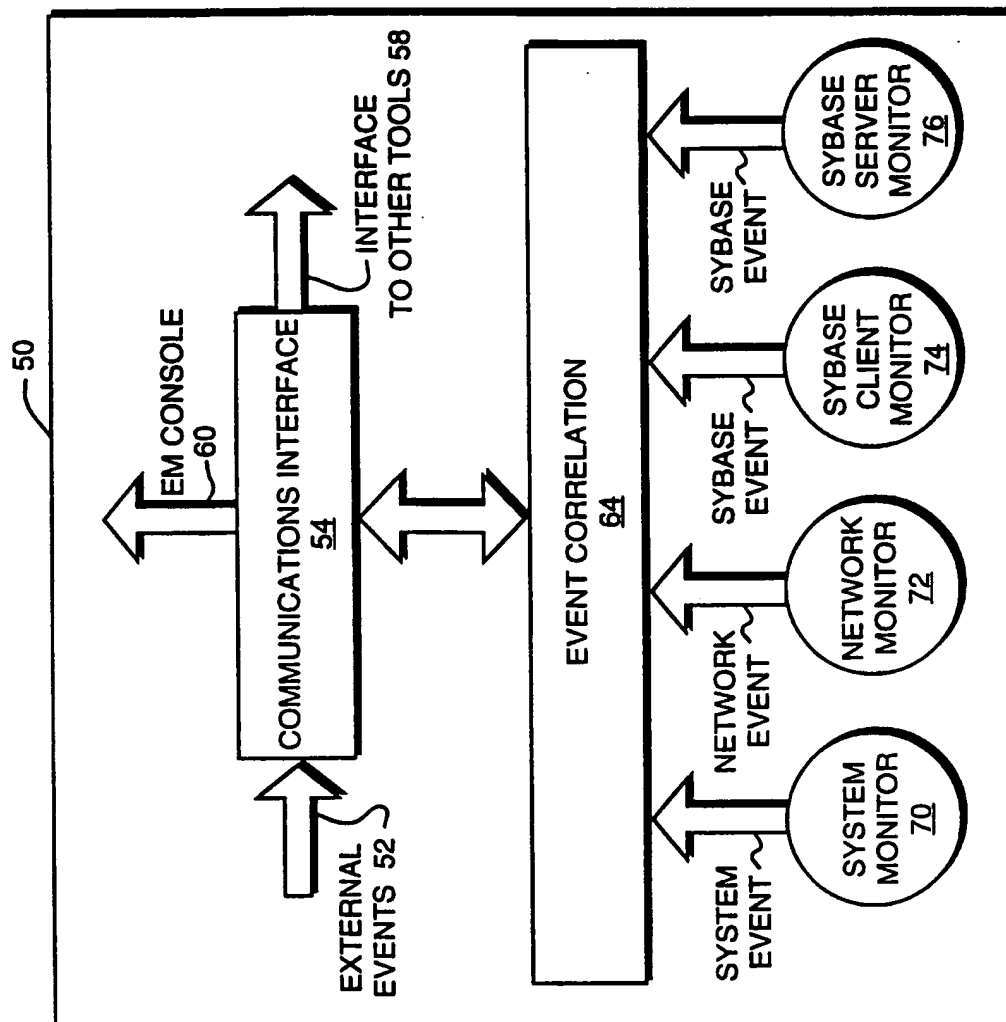 50
EM CONSOLE
60
COMMUNICATIONS INTERFACE
54
INTERFACE
TO OTHER TOOLS 58
EXTERNAL
EVENTS 52
EVENT CORRELATION
64
SYSTEM
EVENT
NETWORK
EVENT
SYBASE
EVENT
SYBASE
EVENT
SYSTEM
MONITOR
70
NETWORK
MONITOR
72
SYBASE
CLIENT
MONITOR
74
SYBASE
SERVER
MONITOR
76